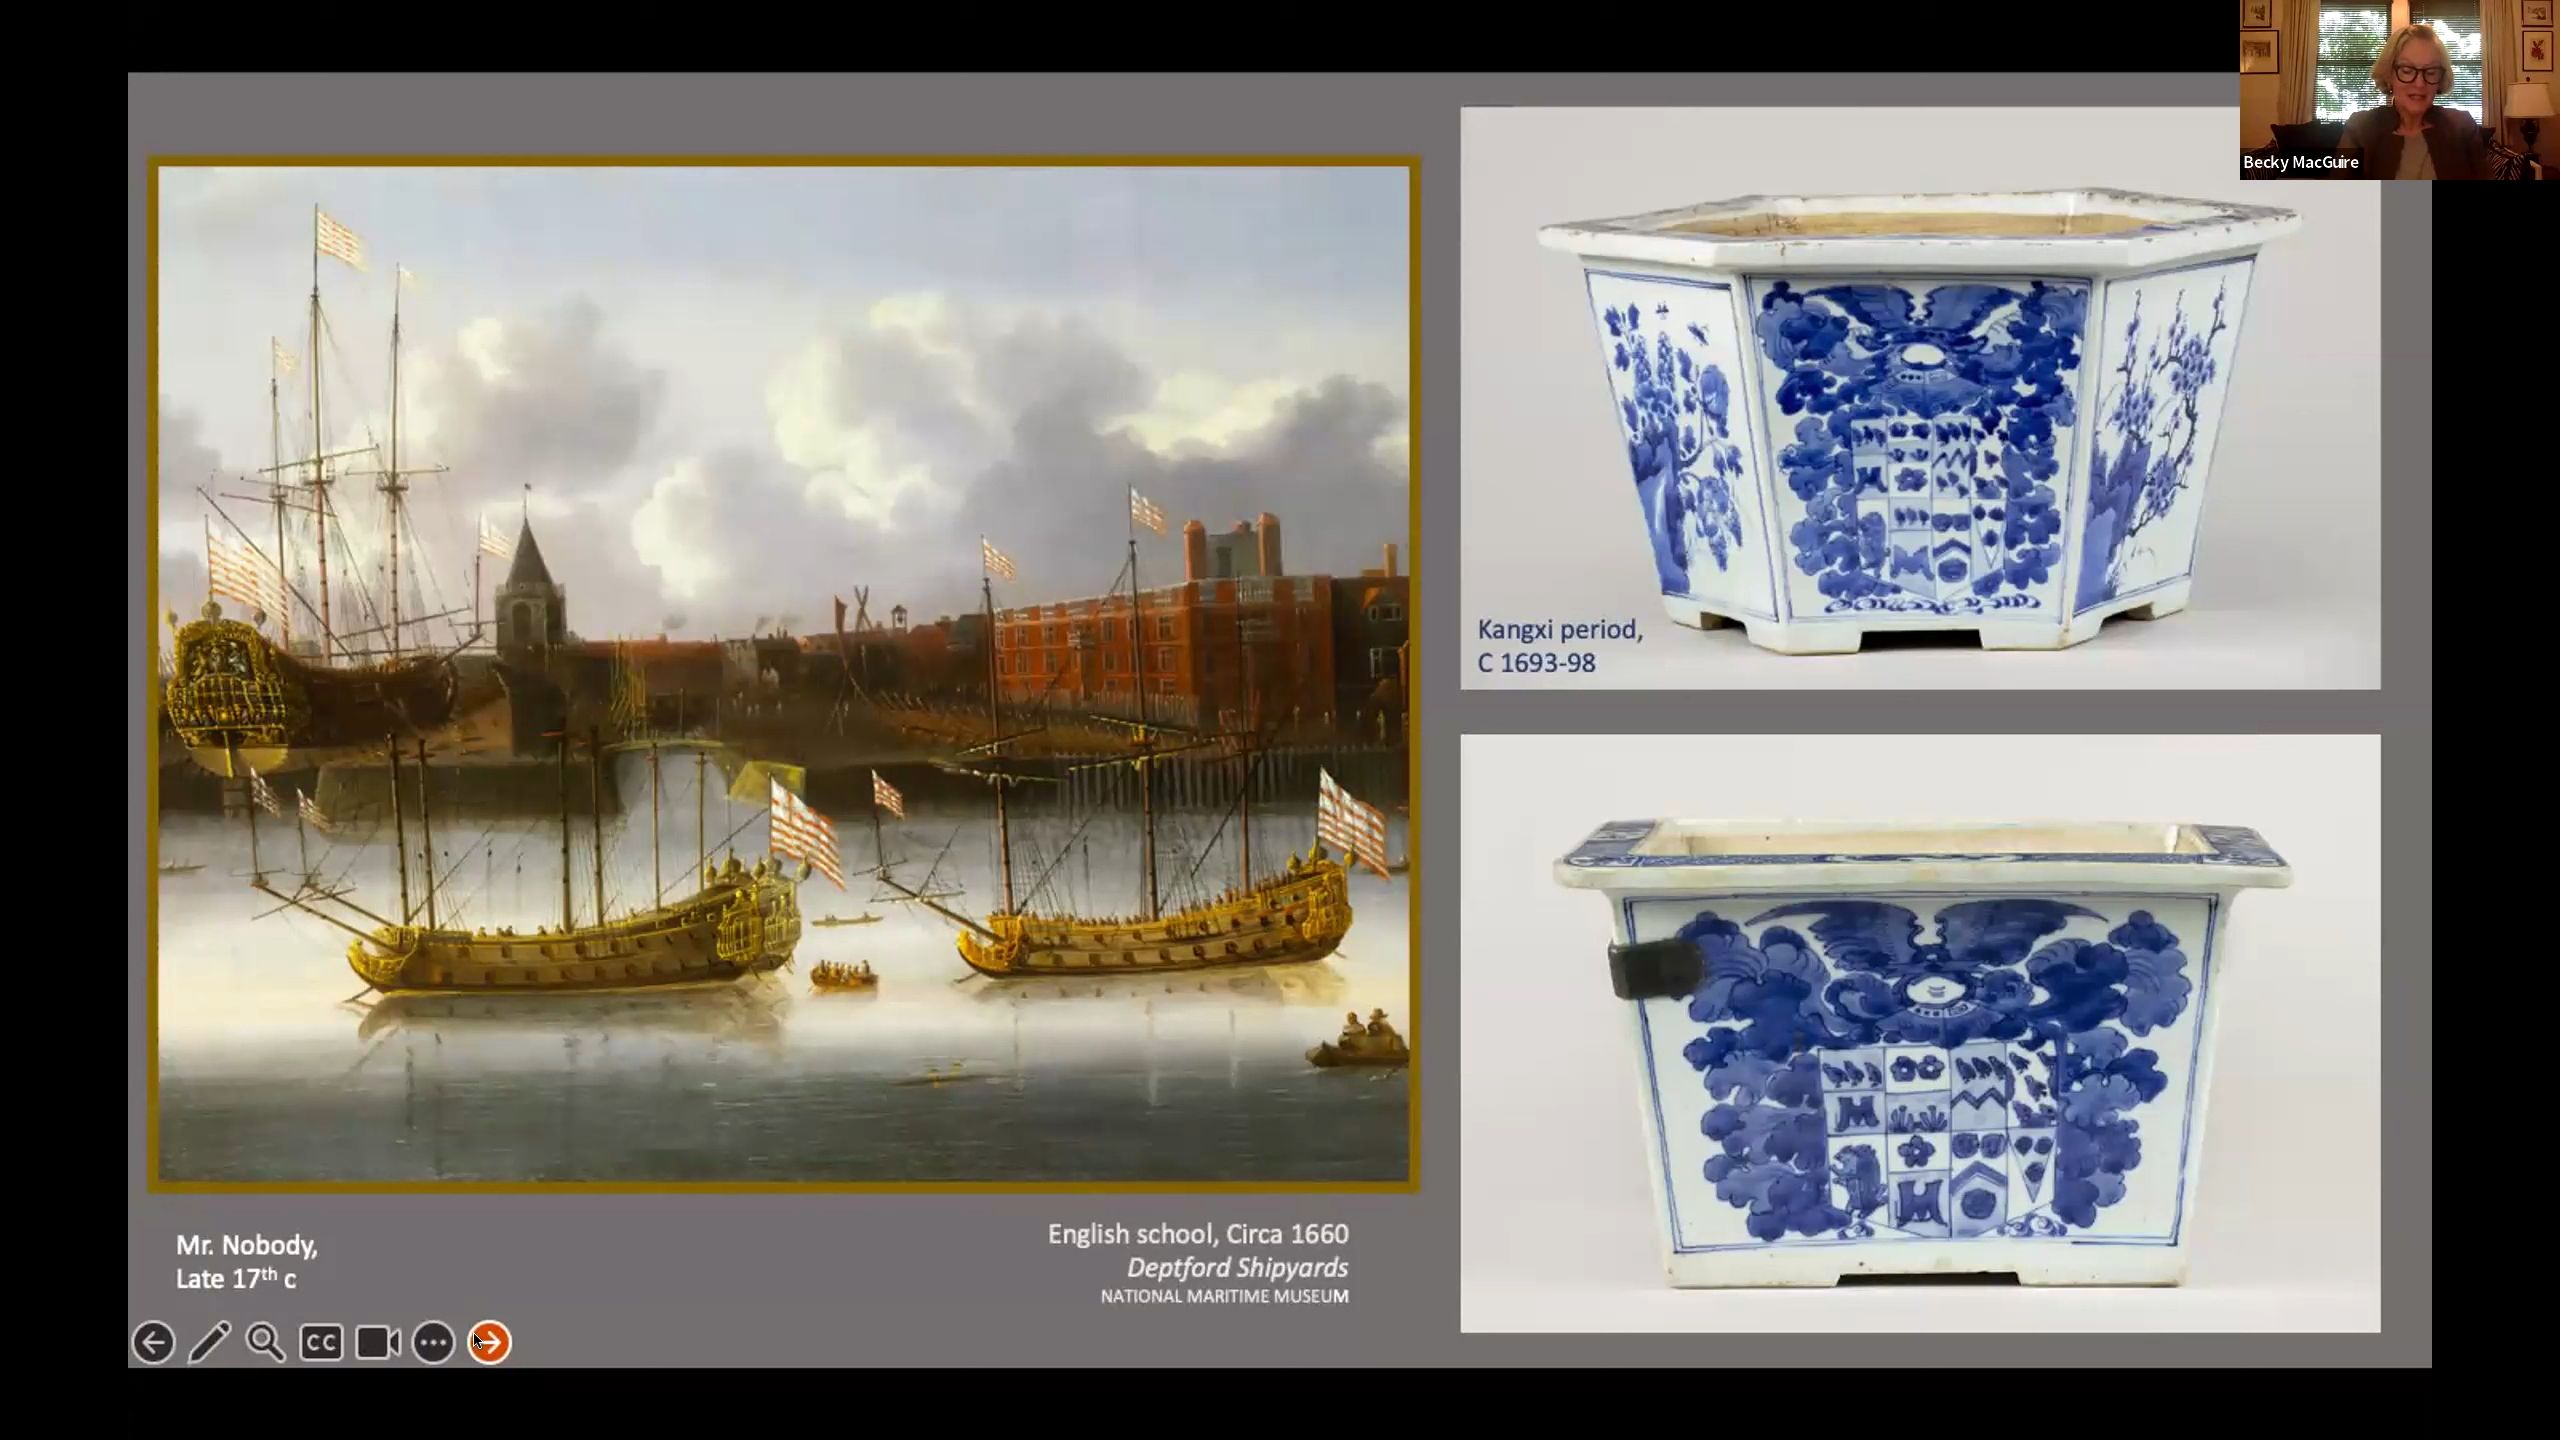 Becky MacGuire
Kangxi period,
C 1693-98
Mr. Nobody,
Late 17th c
English school, Circa 1660
Deptford Shipyards
NATIONAL MARITIME MUSEUM
CC